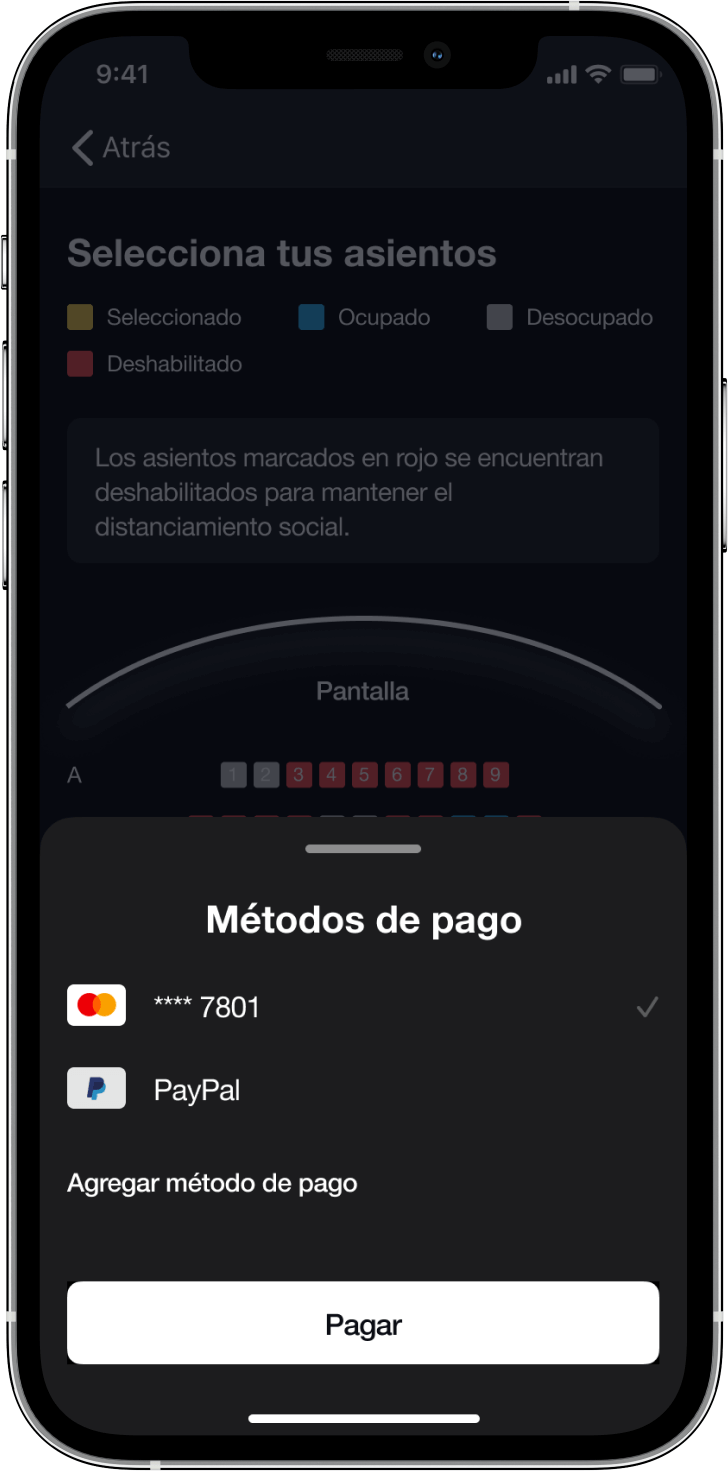 9:41
Atrás
Selecciona tus asientos
Seleccionado Ocupado Desocupado
Deshabilitado
Los asientos marcados en rojo se encuentran
deshabilitados para mantener el
distanciamiento social.
Pantalla
A 1 2 3 4 5 6 7 8 9
Métodos de pago
**** 7801
PayPal
Agregar método de pago
Pagar